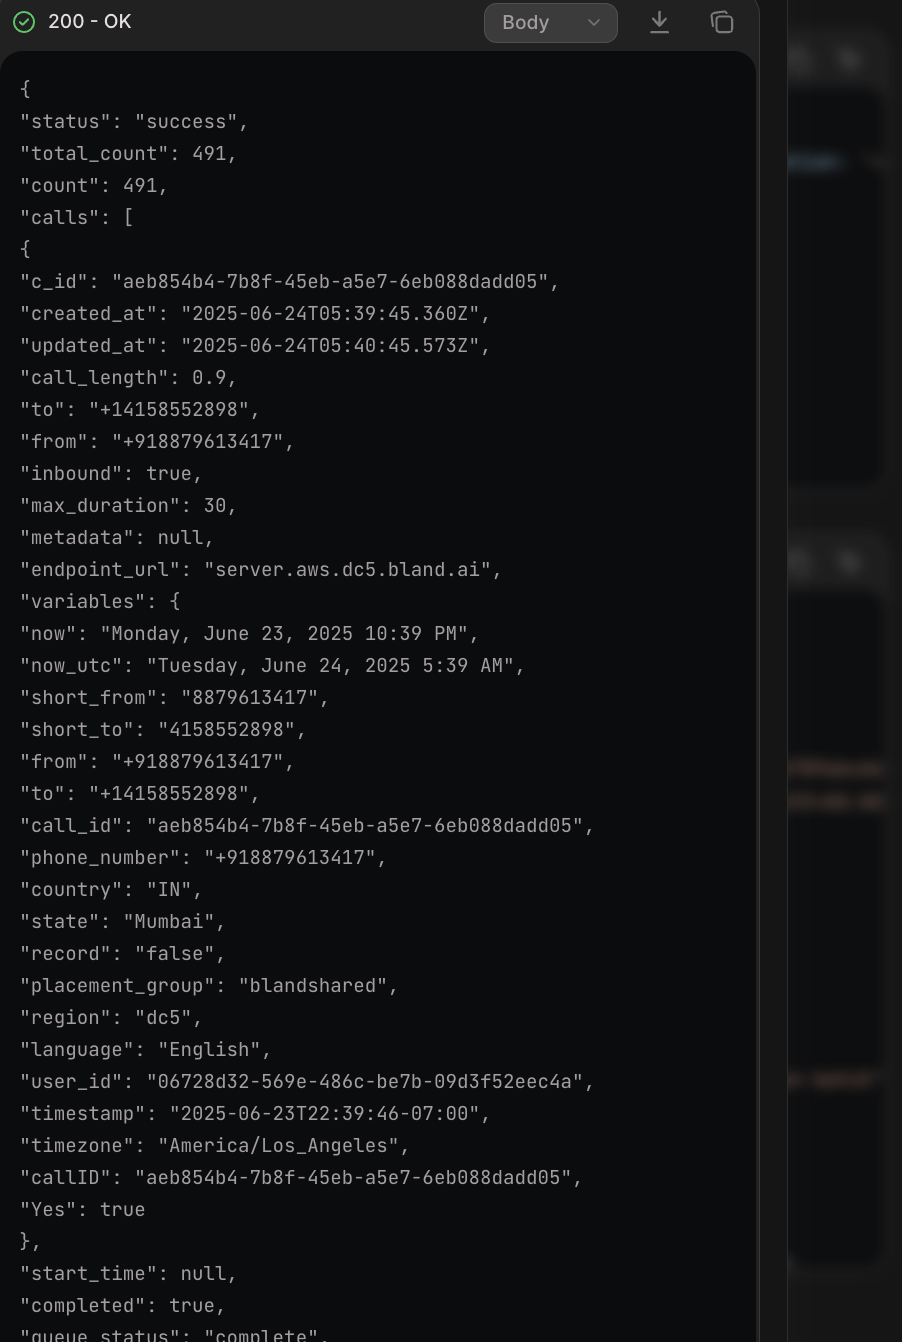 200 - OK
Body
{
"status": "success",
"total_count": 491,
"count": 491,
"calls": [
{
"c_id": "aeb854b4-7b8f-45eb-a5e7-6eb088dadd05",
"created_at": "2025-06-24T05:39:45.360Z",
"updated_at": "2025-06-24T05:40:45.573Z",
"call_length": 0.9,
"to": "+14158552898",
"from": "+918879613417",
"inbound": true,
"max_duration": 30,
"metadata": null,
"endpoint_url": "server.aws.dc5.bland.ai",
"variables": {
"now": "Monday, June 23, 2025 10:39 PM",
"now_utc": "Tuesday, June 24, 2025 5:39 AM",
"short_from": "8879613417",
"short_to": "4158552898",
"from": "+918879613417",
"to": "+14158552898",
"call_id": "aeb854b4-7b8f-45eb-a5e7-6eb088dadd05",
"phone_number": "+918879613417",
"country": "IN",
"state": "Mumbai",
"record": "false",
"placement_group": "blandshared",
"region": "dc5",
"language": "English",
"user_id": "06728d32-569e-486c-be7b-09d3f52eec4a",
"timestamp": "2025-06-23T22:39:46-07:00",
"timezone": "America/Los_Angeles",
"callID": "aeb854b4-7b8f-45eb-a5e7-6eb088dadd05",
"Yes": true
},
"start_time": null,
"completed": true,
"queue_status": "complete",